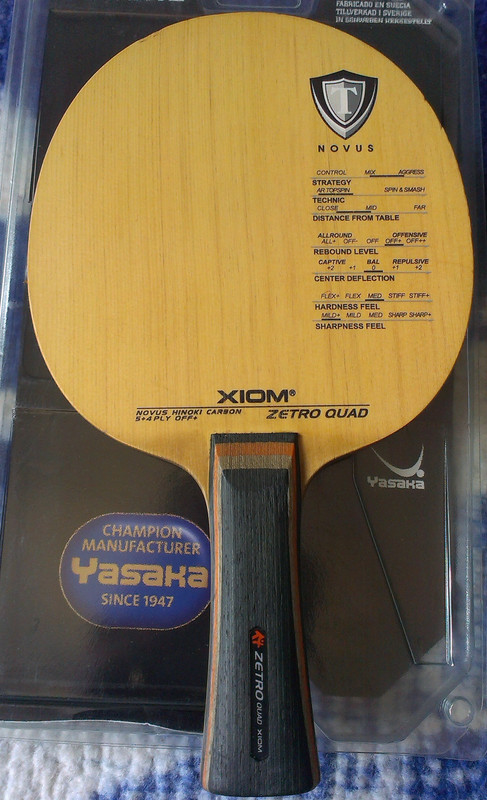 FABRICADO EN SUECIA
TILLVERKAD I SVERIGE
IN SCHWEDEN HERGESTELLT
T
NOVUS
CONTROL MIX AGGRESS
STRATEGY
AR.TOPSPIN SPIN & SMASH
TECHNIC
CLOSE MID FAR
DISTANCE FROM TABLE
ALLROUND OFFENSIVE
ALL+ OFF- OFF OFF+ OFF++
REBOUND LEVEL
CAPTIVE BAL REPULSIVE
+2 +1 0 +1 +2
CENTER DEFLECTION
FLEX+ FLEX MED STIFF STIFF+
HARDNESS FEEL
MILD+ MILD MED SHARP SHARP+
SHARPNESS FEEL
XIOM®
NOVUS HINOKI CARBON
5+4 PLY OFF+
ZETRO QUAD
Yasaka
CHAMPION
MANUFACTURER
Yasaka
SINCE 1947
ZETRO QUAD XIOM